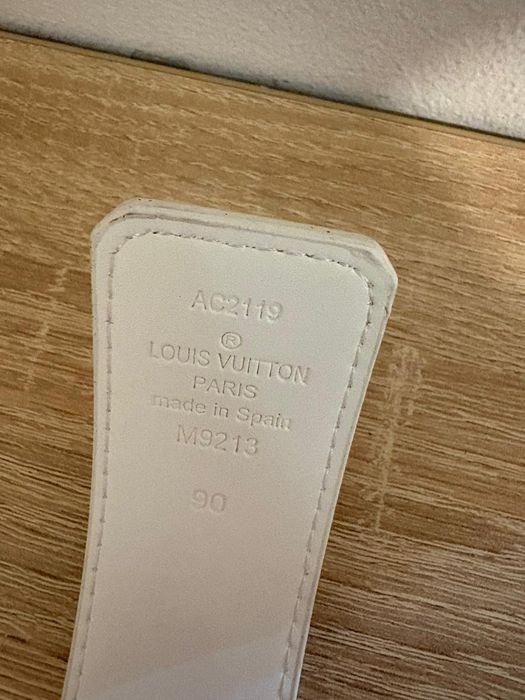 AC2119
®
LOUIS VUITTON
PARIS
made in Spain
M9213
90